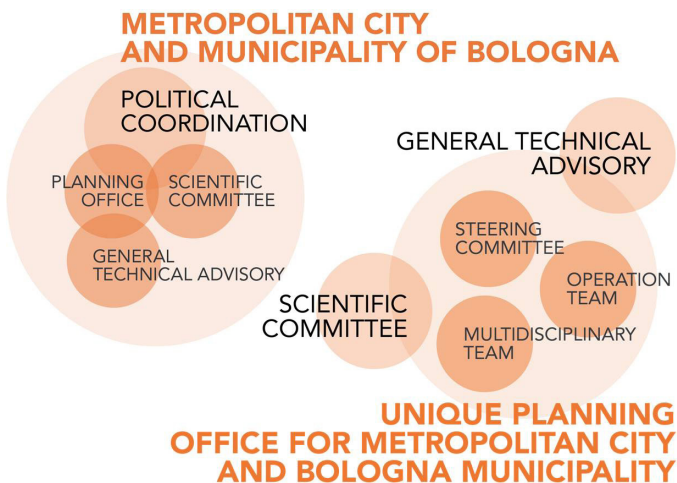 METROPOLITAN CITY
AND MUNICIPALITY OF BOLOGNA
POLITICAL
COORDINATION
PLANNING
OFFICE
SCIENTIFIC
COMMITTEE
GENERAL
TECHNICAL ADVISORY
GENERAL TECHNICAL
ADVISORY
STEERING
COMMITTEE
OPERATION
TEAM
SCIENTIFIC
COMMITTEE
MULTIDISCIPLINARY
TEAM
UNIQUE PLANNING
OFFICE FOR METROPOLITAN CITY
AND BOLOGNA MUNICIPALITY